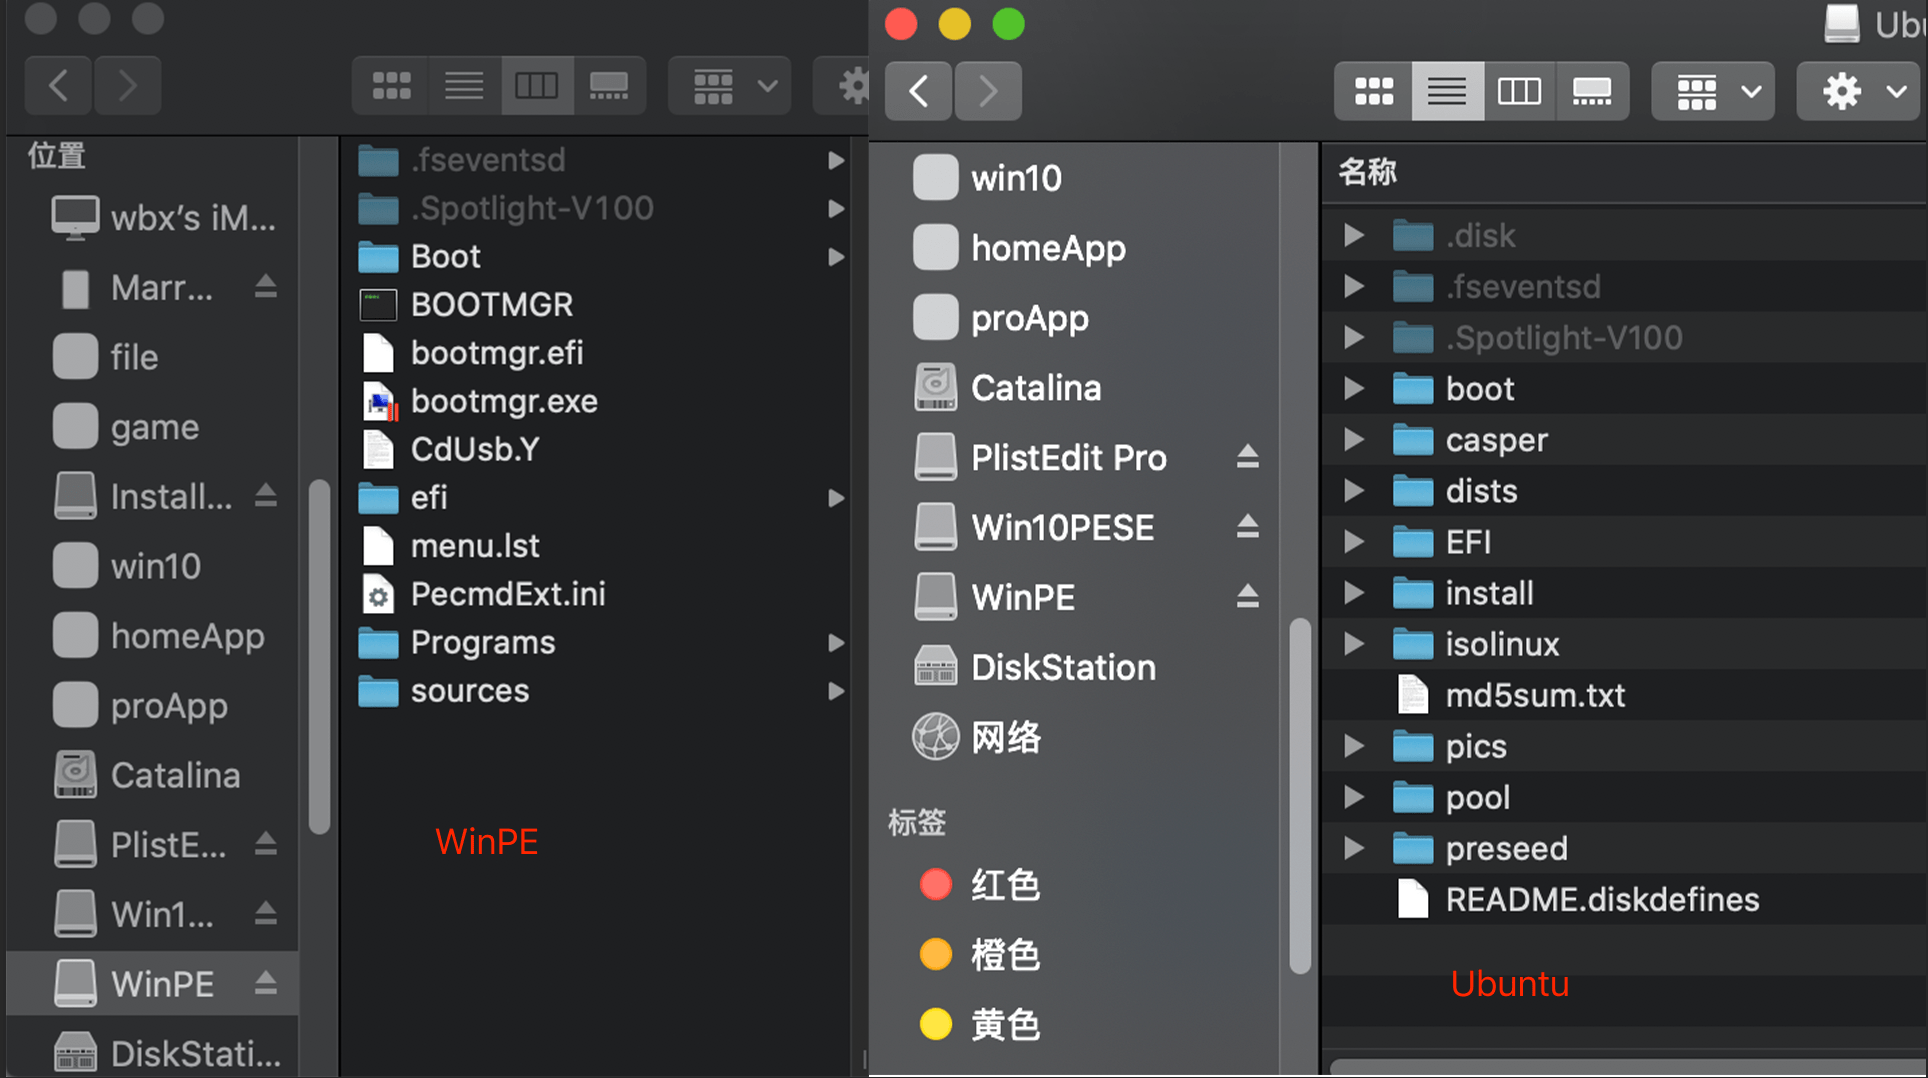 位置
wbx’s iM...
Marr...
file
game
Install...
win10
homeApp
proApp
Catalina
PlistE...
Win1...
WinPE
DiskStati...
.fseventsd
.Spotlight-V100
Boot
BOOTMGR
bootmgr.efi
bootmgr.exe
CdUsb.Y
efi
menu.lst
PecmdExt.ini
Programs
sources
WinPE
Ubu
win10
homeApp
proApp
Catalina
PlistEdit Pro
Win10PESE
WinPE
DiskStation
网络
标签
红色
橙色
黄色
名称
.disk
.fseventsd
.Spotlight-V100
boot
casper
dists
EFI
install
isolinux
md5sum.txt
pics
pool
preseed
README.diskdefines
Ubuntu